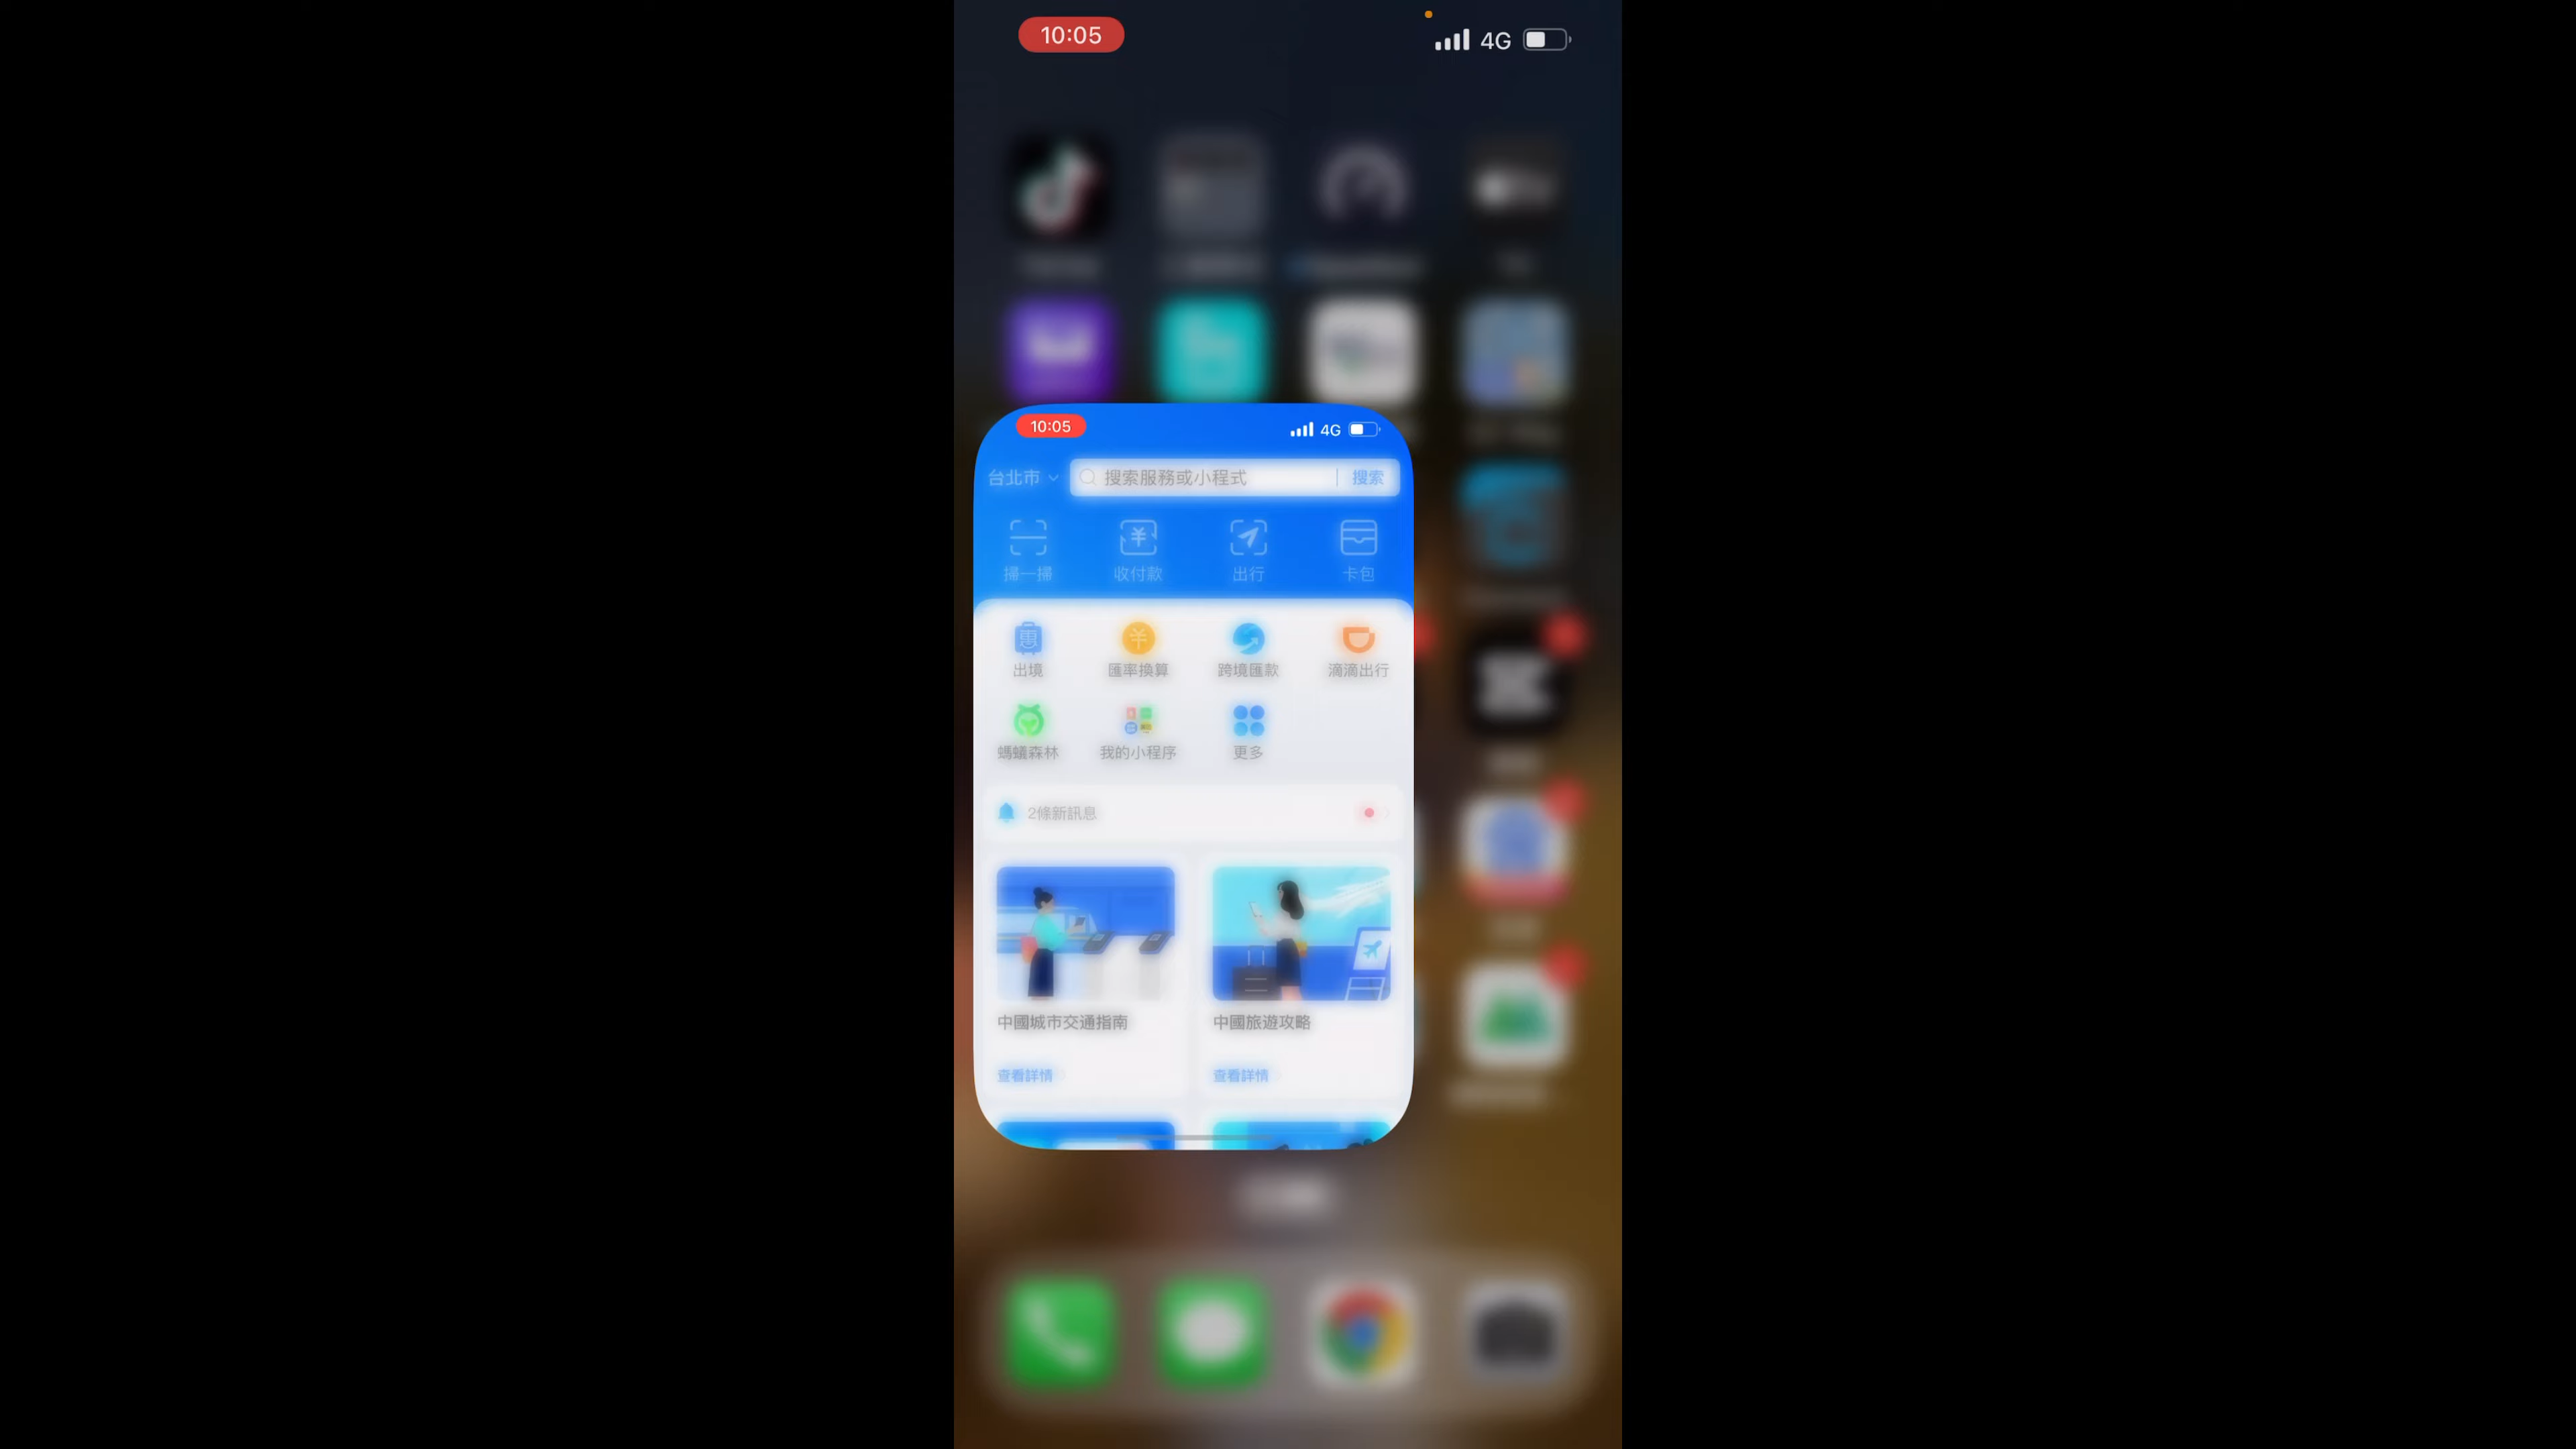 10:05
4G
10:05
4G
台北市
搜索服務或小程式
搜索
掃一掃
收付款
出行
卡包
出境
匯率換算
跨境匯款
滴滴出行
螞蟻森林
我的小程序
更多
2條新訊息
中國城市交通指南
中國旅遊攻略
查看詳情
查看詳情